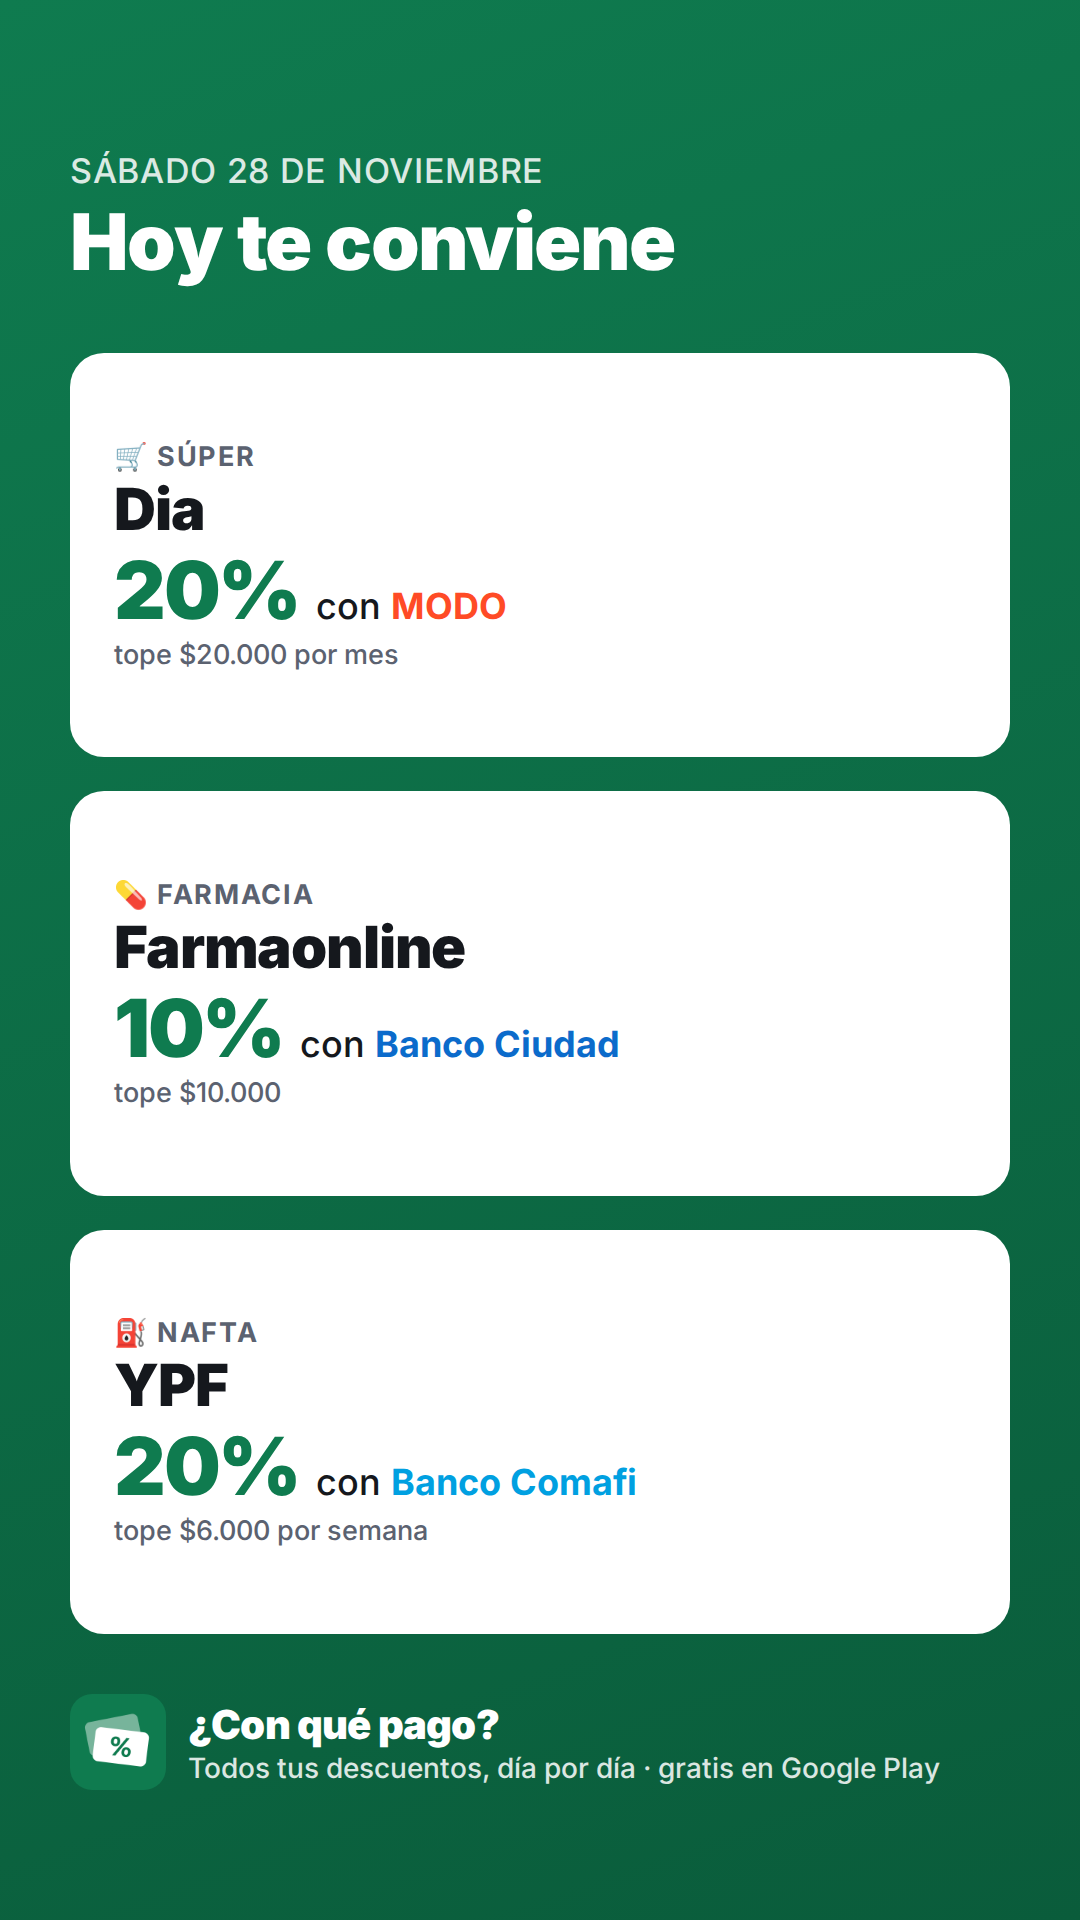 SÁBADO 28 DE NOVIEMBRE
Hoy te conviene
🛒 SÚPER
Dia
20% con MODO
tope $20.000 por mes
💊 FARMACIA
Farmaonline
10% con Banco Ciudad
tope $10.000
⛽ NAFTA
YPF
20% con Banco Comafi
tope $6.000 por semana
%
¿Con qué pago?
Todos tus descuentos, día por día · gratis en Google Play